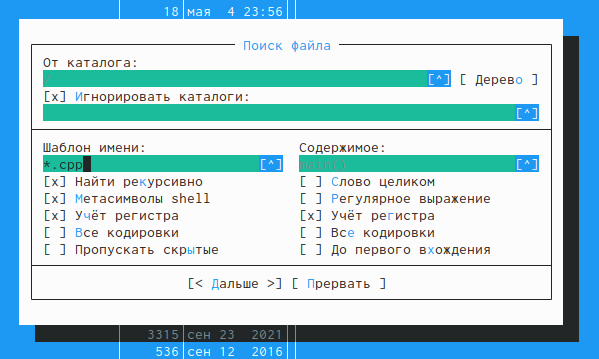 18 мая 4 23:56
Поиск файла
От каталога:
[^] [ Дерево ]
[x] Игнорировать каталоги:
[^]
Шаблон имени: Содержимое:
*.cpp [^] main() [^]
[x] Найти рекурсивно [ ] Слово целиком
[x] Метасимволы shell [ ] Регулярное выражение
[x] Учёт регистра [x] Учёт регистра
[ ] Все кодировки [ ] Все кодировки
[ ] Пропускать скрытые [ ] До первого вхождения
[< Дальше >] [ Прервать ]
3315 сен 23 2021
536 сен 12 2016